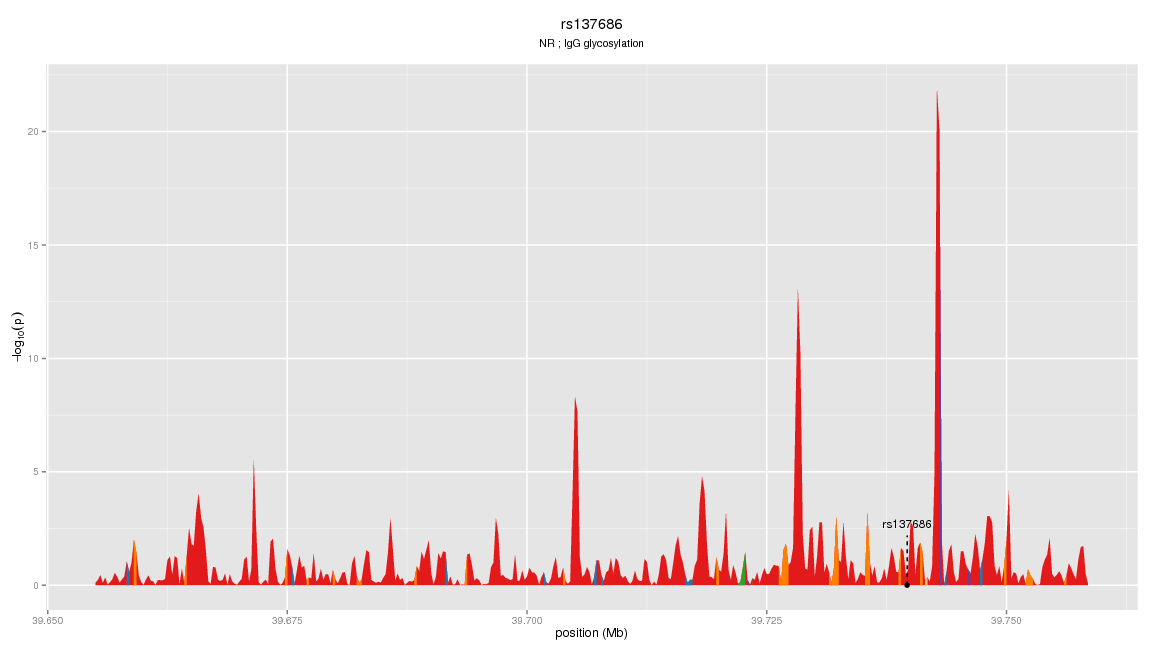 rs137686
NR ; IgG glycosylation
−log10(p)
20
15
10
5
0
rs137686
39.650
39.675
39.700
39.725
39.750
position (Mb)